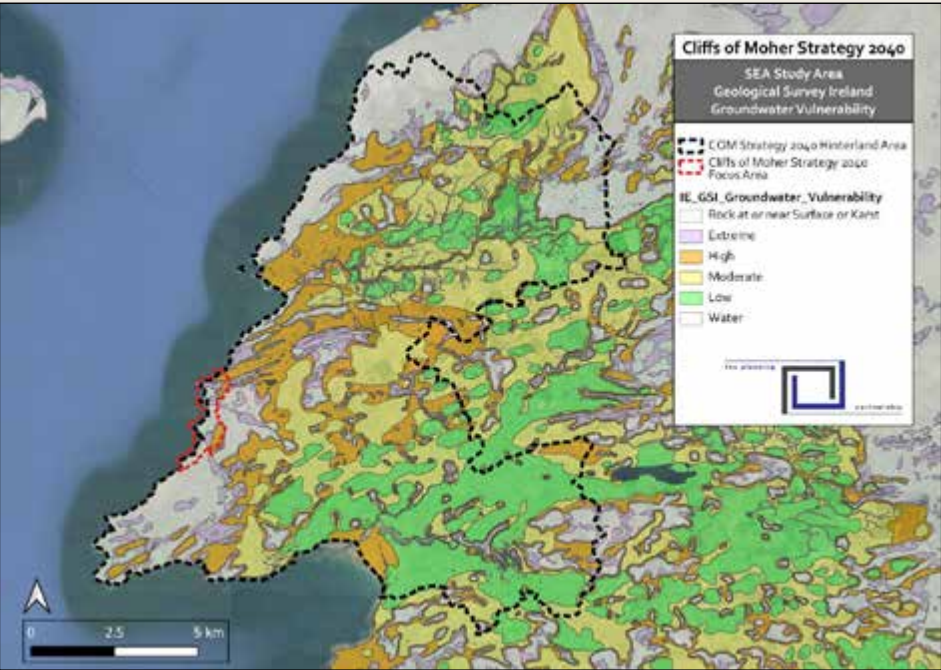 Cliffs of Moher Strategy 2040
SEA Study Area
Geological Survey Ireland
Groundwater Vulnerability
COM Strategy 2040 Hinterland Area
Cliffs of Moher Strategy 2040
Focus Area
IE_GSI_Groundwater_Vulnerability
Rock at or near Surface or Karst
Extreme
High
Moderate
Low
Water
the planning
partnership
0 2.5 5 km